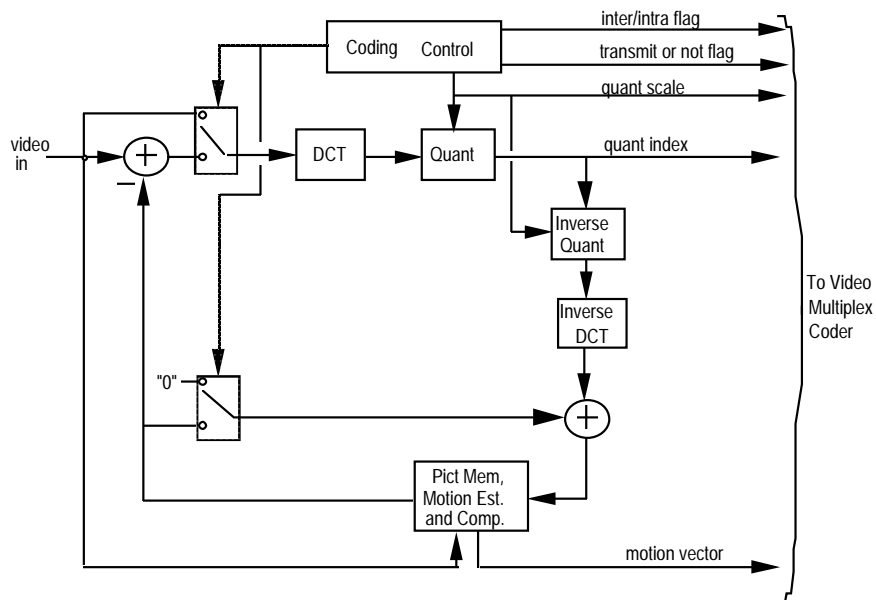 inter/intra flag
Coding Control
transmit or not flag
quant scale
video
in
+
DCT
Quant
quant index
−
Inverse
Quant
To Video
Multiplex
Coder
Inverse
DCT
"0"
+
Pict Mem,
Motion Est.
and Comp.
motion vector